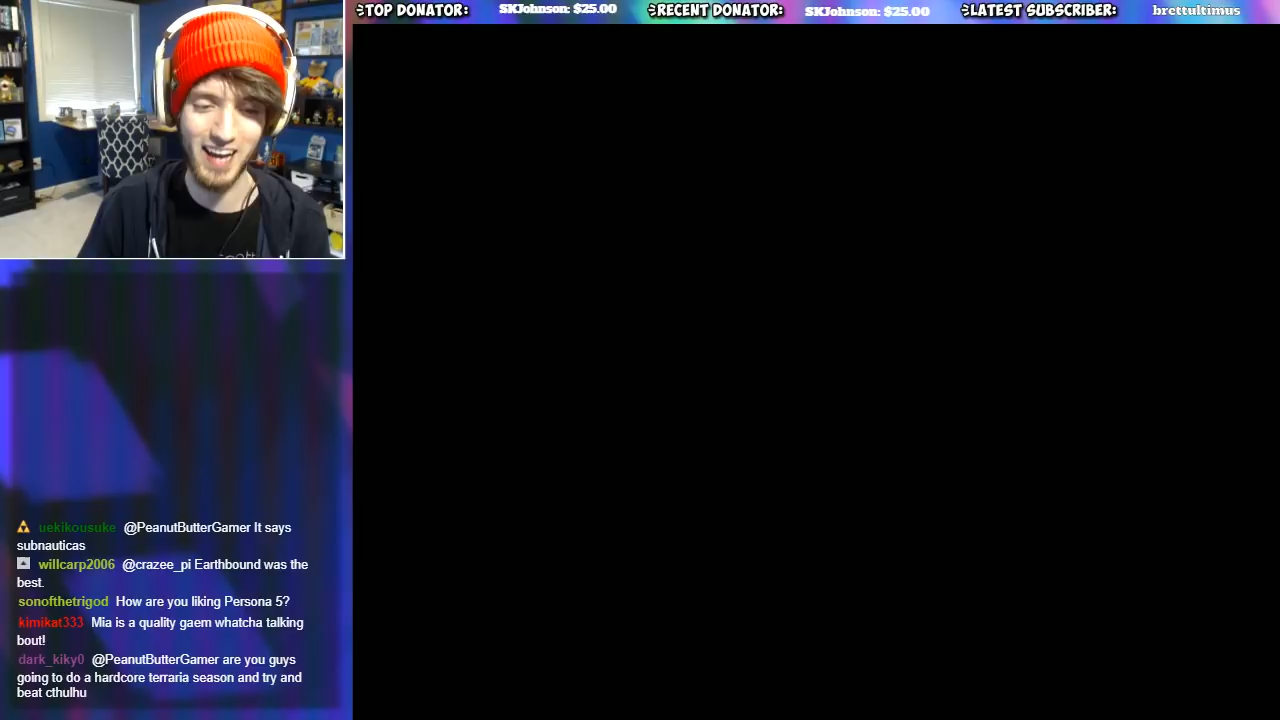 TOP DONATOR: SKJohnson: $25.00 RECENT DONATOR: SKJohnson: $25.00 LATEST SUBSCRIBER: brettultimus
uekikousuke @PeanutButterGamer It says
subnauticas
willcarp2006 @crazee_pi Earthbound was the
best.
sonofthetrigod How are you liking Persona 5?
kimikat333 Mia is a quality gaem whatcha talking
bout!
dark_kiky0 @PeanutButterGamer are you guys
going to do a hardcore terraria season and try and
beat cthulhu